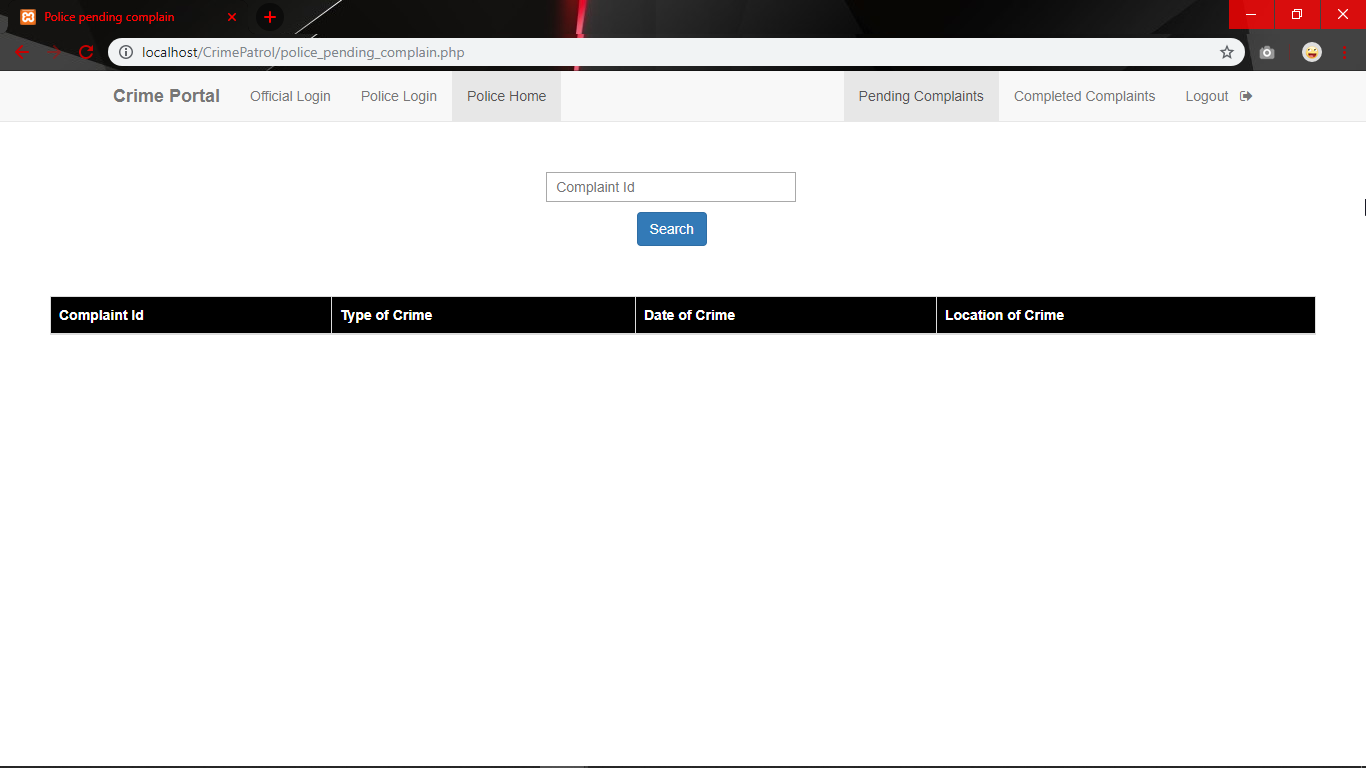 Police pending complain
localhost/CrimePatrol/police_pending_complain.php
Crime Portal Official Login Police Login Police Home Pending Complaints Completed Complaints Logout
Complaint Id
Search
Complaint Id Type of Crime Date of Crime Location of Crime